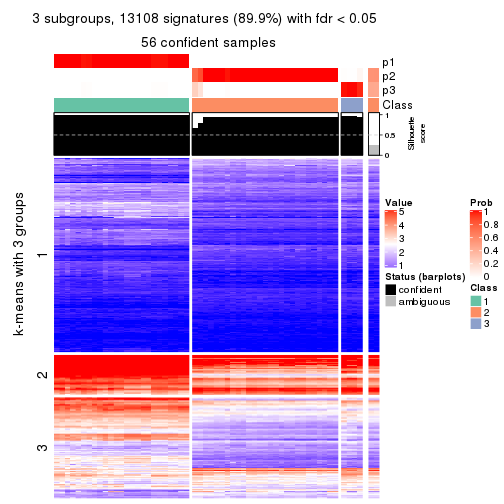 3 subgroups, 13108 signatures (89.9%) with fdr < 0.05
56 confident samples
p1
p2
p3
Class
1
0.5
0
Silhouette
score
k-means with 3 groups
1
2
3
Value
5
4
3
2
1
Status (barplots)
confident
ambiguous
Prob
1
0.8
0.6
0.4
0.2
0
Class
1
2
3